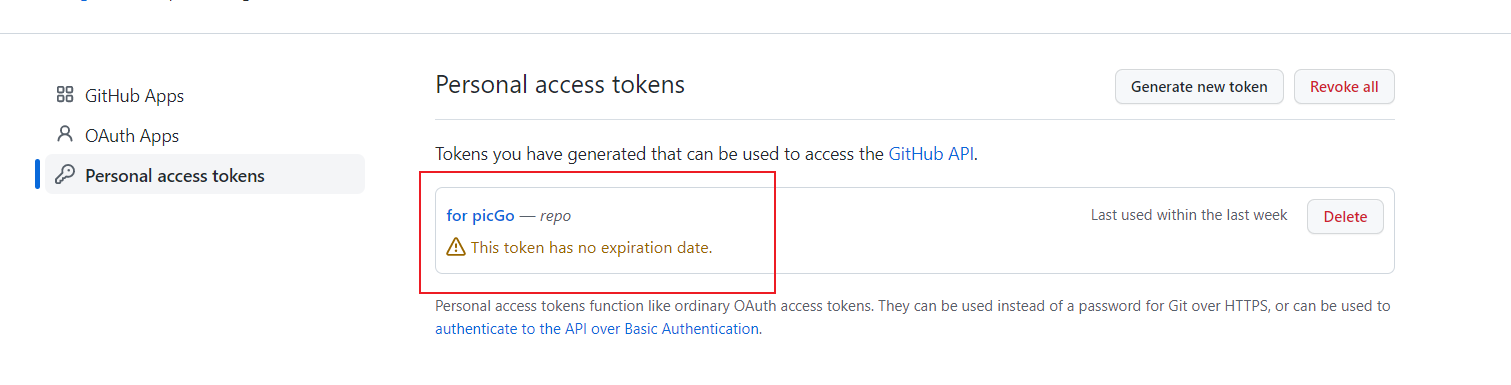 Personal access tokens
Generate new token
Revoke all
GitHub Apps
OAuth Apps
Personal access tokens
Tokens you have generated that can be used to access the GitHub API.
for picGo — repo
Last used within the last week
Delete
This token has no expiration date.
Personal access tokens function like ordinary OAuth access tokens. They can be used instead of a password for Git over HTTPS, or can be used to
authenticate to the API over Basic Authentication.